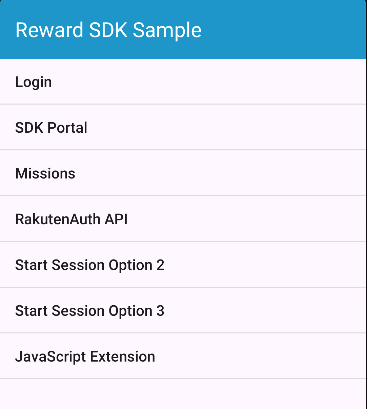 Reward SDK Sample
Login
SDK Portal
Missions
RakutenAuth API
Start Session Option 2
Start Session Option 3
JavaScript Extension